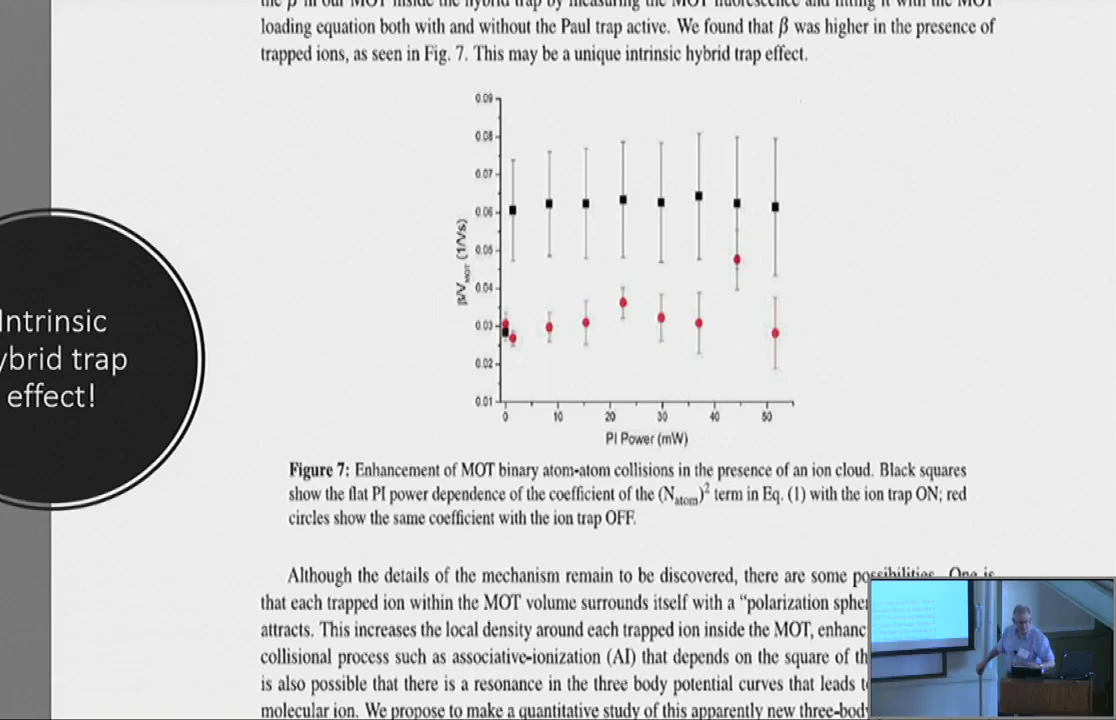 the β in our MOT inside the hybrid trap by measuring the MOT fluorescence and fitting it with the MOT
loading equation both with and without the Paul trap active. We found that β was higher in the presence of
trapped ions, as seen in Fig. 7. This may be a unique intrinsic hybrid trap effect.
0.09
0.08
0.07
0.06
0.05
0.04
0.03
0.02
0.01
β/V_MOT (1/Vs)
0 10 20 30 40 50
PI Power (mW)
Intrinsic
ybrid trap
effect!
Figure 7: Enhancement of MOT binary atom-atom collisions in the presence of an ion cloud. Black squares
show the flat PI power dependence of the coefficient of the (N_atom)² term in Eq. (1) with the ion trap ON; red
circles show the same coefficient with the ion trap OFF.
Although the details of the mechanism remain to be discovered, there are some possibilities. One is
that each trapped ion within the MOT volume surrounds itself with a "polarization sphe
attracts. This increases the local density around each trapped ion inside the MOT, enhanc
collisional process such as associative-ionization (AI) that depends on the square of th
is also possible that there is a resonance in the three body potential curves that leads t
molecular ion. We propose to make a quantitative study of this apparently new three-body